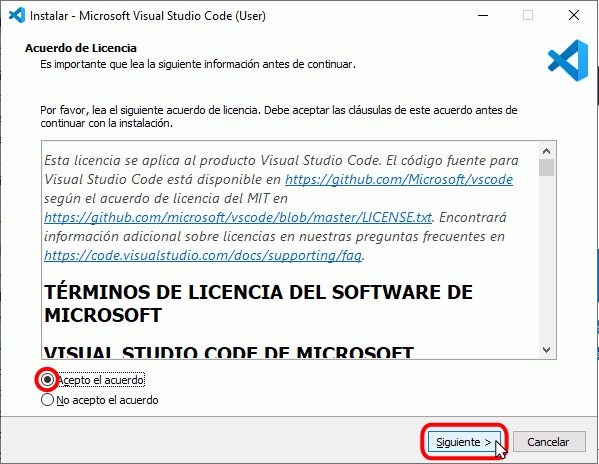 Instalar - Microsoft Visual Studio Code (User)
Acuerdo de Licencia
Es importante que lea la siguiente información antes de continuar.
Por favor, lea el siguiente acuerdo de licencia. Debe aceptar las cláusulas de este acuerdo antes de
continuar con la instalación.
Esta licencia se aplica al producto Visual Studio Code. El código fuente para
Visual Studio Code está disponible en https://github.com/Microsoft/vscode
según el acuerdo de licencia del MIT en
https://github.com/microsoft/vscode/blob/master/LICENSE.txt. Encontrará
información adicional sobre licencias en nuestras preguntas frecuentes en
https://code.visualstudio.com/docs/supporting/faq.
TÉRMINOS DE LICENCIA DEL SOFTWARE DE
MICROSOFT
VISUAL STUDIO CODE DE MICROSOFT
Acepto el acuerdo
No acepto el acuerdo
Siguiente >
Cancelar